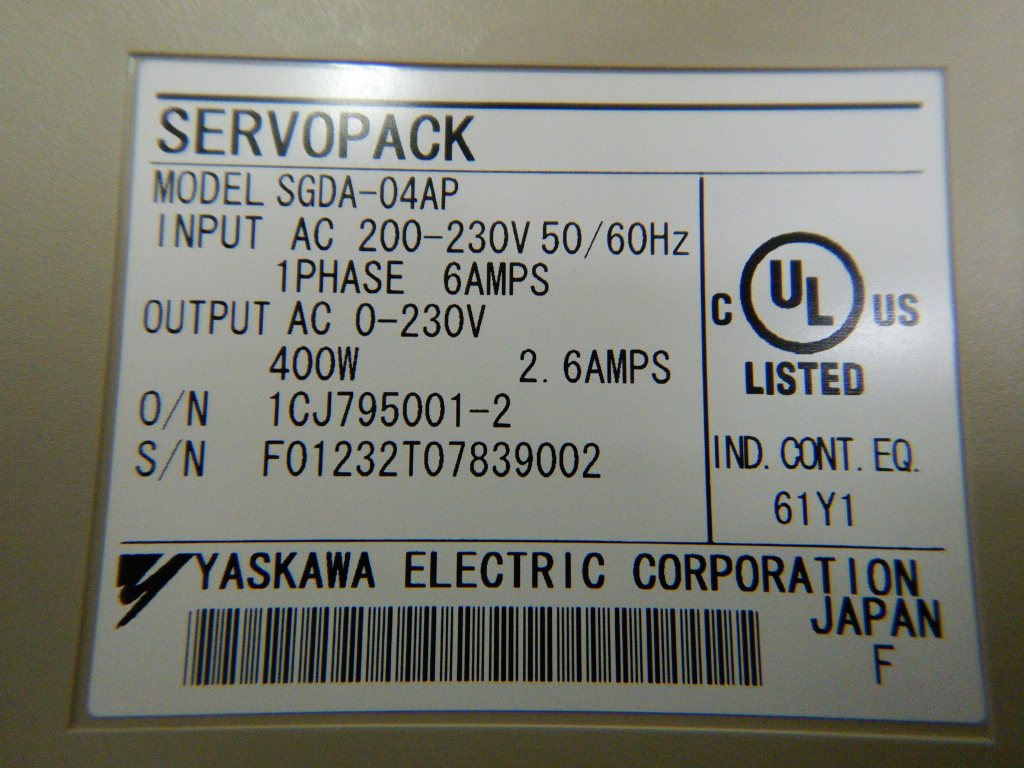 SERVOPACK
MODEL SGDA-04AP
INPUT AC 200-230V 50/60Hz
1PHASE 6AMPS
OUTPUT AC 0-230V
400W 2.6AMPS
O/N 1CJ795001-2
S/N F01232T07839002
C UL US
LISTED
IND. CONT. EQ.
61Y1
YASKAWA ELECTRIC CORPORATION
JAPAN
F